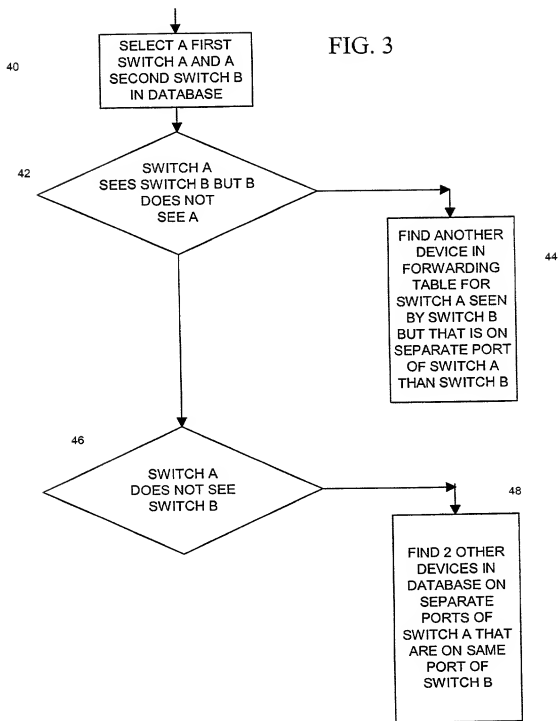 FIG. 3
40
SELECT A FIRST
SWITCH A AND A
SECOND SWITCH B
IN DATABASE
42
SWITCH A
SEES SWITCH B BUT B
DOES NOT
SEE A
44
FIND ANOTHER
DEVICE IN
FORWARDING
TABLE FOR
SWITCH A SEEN
BY SWITCH B
BUT THAT IS ON
SEPARATE PORT
OF SWITCH A
THAN SWITCH B
46
SWITCH A
DOES NOT SEE
SWITCH B
48
FIND 2 OTHER
DEVICES IN
DATABASE ON
SEPARATE
PORTS OF
SWITCH A THAT
ARE ON SAME
PORT OF
SWITCH B